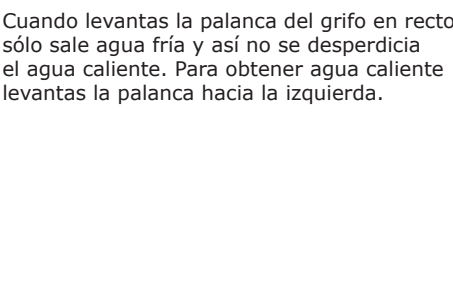 Cuando levantas la palanca del grifo en recto
sólo sale agua fría y así no se desperdicia
el agua caliente. Para obtener agua caliente
levantas la palanca hacia la izquierda.